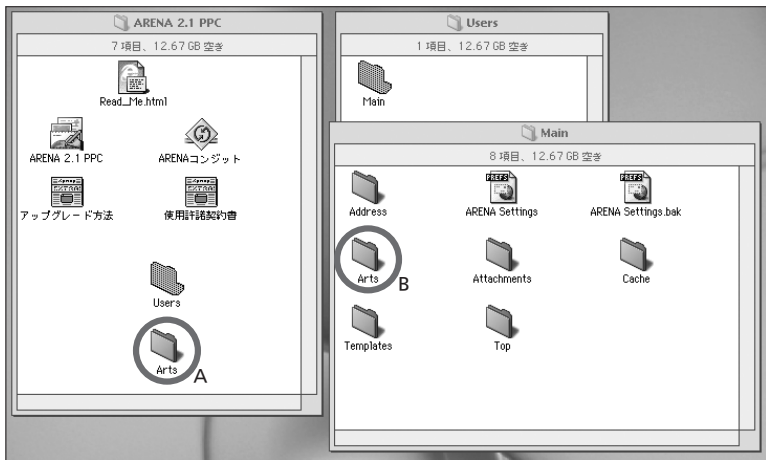 ARENA 2.1 PPC
7 項目、12.67 GB 空き
Read_Me.html
ARENA 2.1 PPC
ARENAコンジット
アップグレード方法
使用許諾契約書
Users
Arts
A
Users
1 項目、12.67 GB 空き
Main
Main
8 項目、12.67 GB 空き
Address
PREFS
ARENA Settings
PREFS
ARENA Settings.bak
Arts
B
Attachments
Cache
Templates
Top